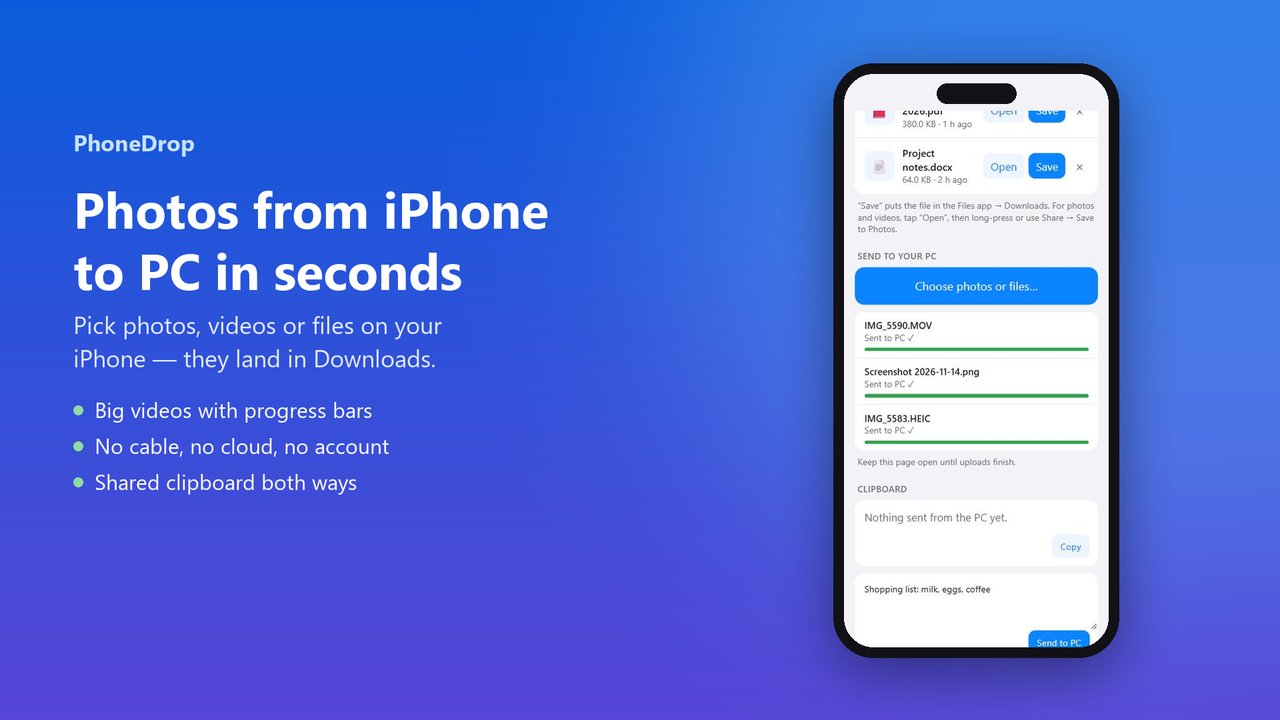 PhoneDrop
Photos from iPhone
to PC in seconds
Pick photos, videos or files on your
iPhone — they land in Downloads.
Big videos with progress bars
No cable, no cloud, no account
Shared clipboard both ways
2026.pdf
Open
Save
×
380.0 KB · 1 h ago
Project
notes.docx
Open
Save
×
64.0 KB · 2 h ago
"Save" puts the file in the Files app → Downloads. For photos
and videos, tap "Open", then long-press or use Share → Save
to Photos.
SEND TO YOUR PC
Choose photos or files...
IMG_5590.MOV
Sent to PC ✓
Screenshot 2026-11-14.png
Sent to PC ✓
IMG_5583.HEIC
Sent to PC ✓
Keep this page open until uploads finish.
CLIPBOARD
Nothing sent from the PC yet.
Copy
Shopping list: milk, eggs, coffee
Send to PC